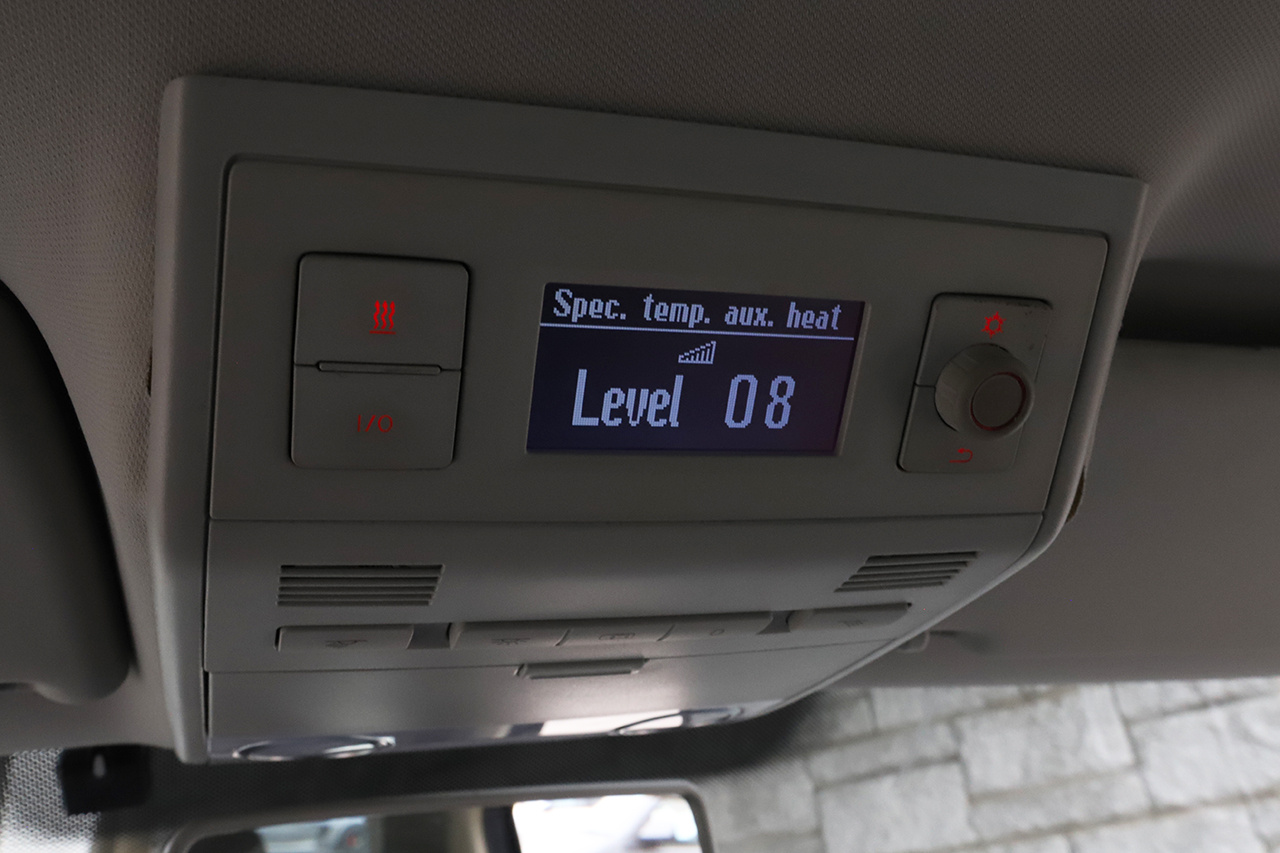 Spec. temp. aux. heat
Level 08
I/O